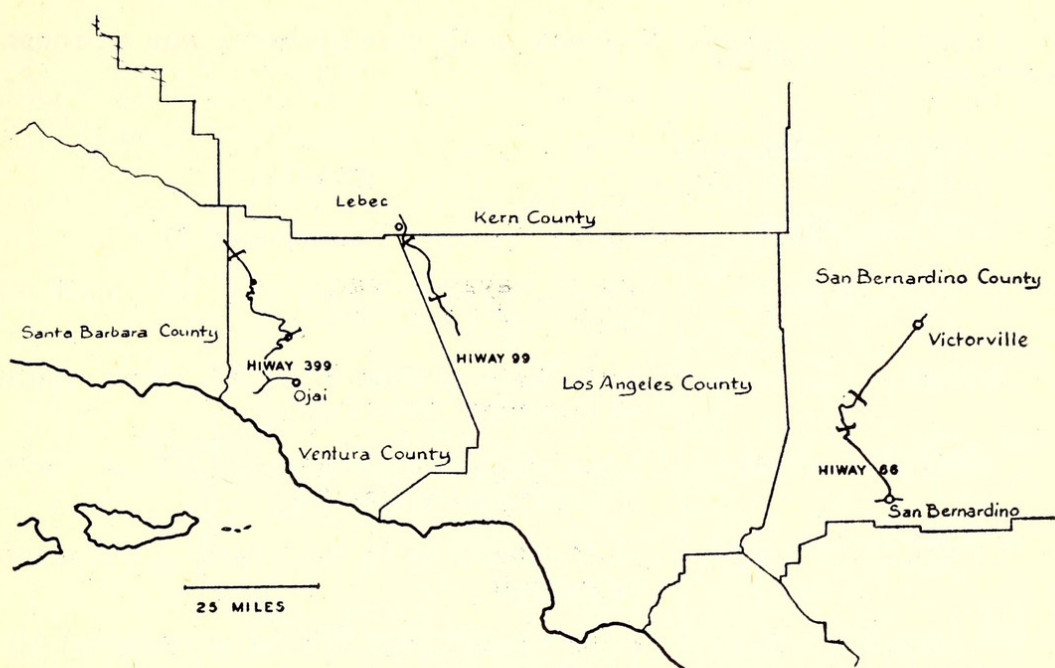 Lebec
Kern County
San Bernardino County
Santa Barbara County
Victorville
HIWAY 99
HIWAY 399
Los Angeles County
Ojai
Ventura County
HIWAY 66
San Bernardino
25 MILES